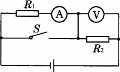 R₁ A V
S R₂